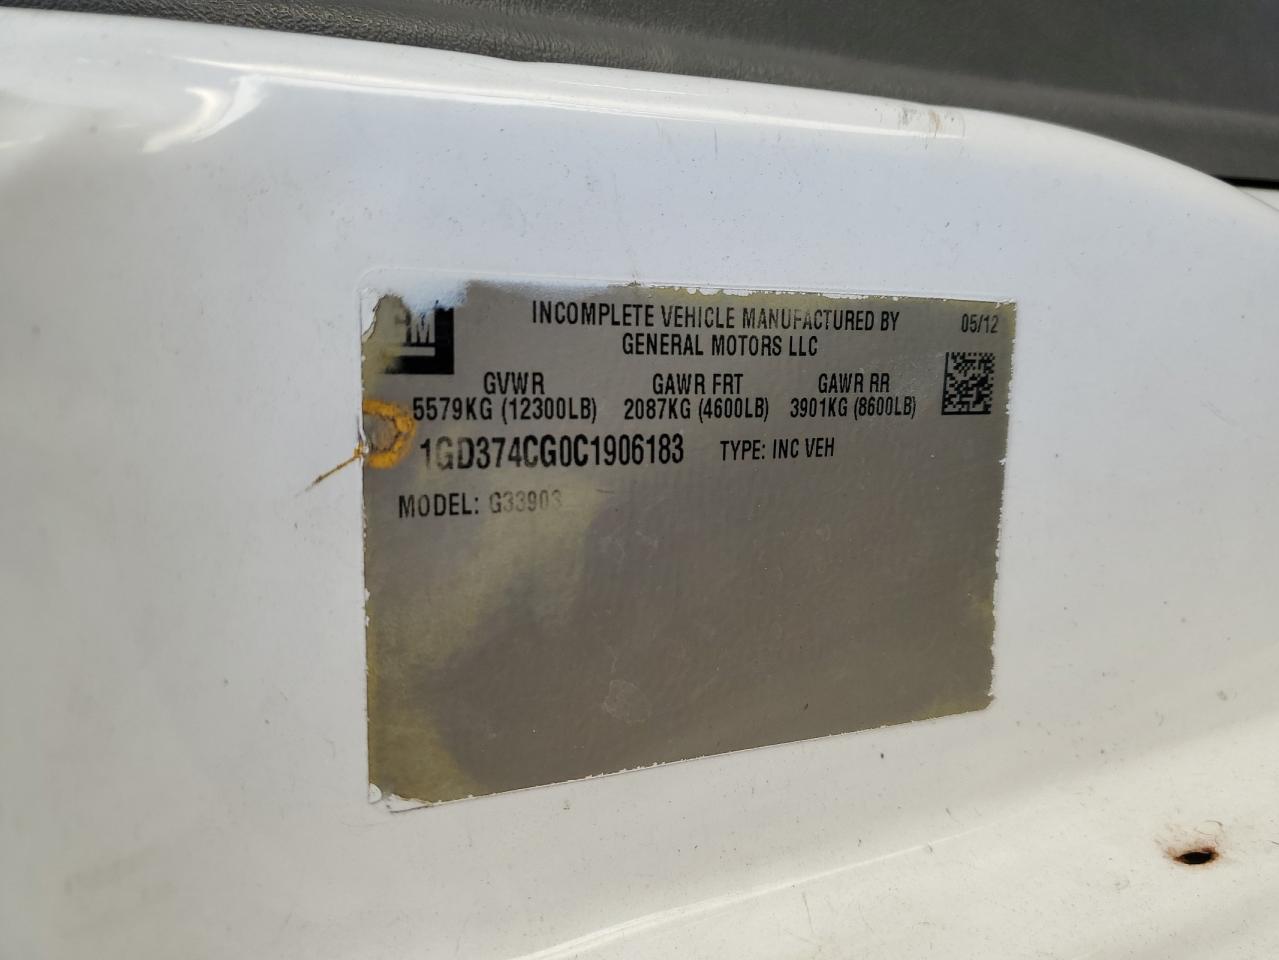 GM
INCOMPLETE VEHICLE MANUFACTURED BY
GENERAL MOTORS LLC
05/12
GVWR GAWR FRT GAWR RR
5579KG (12300LB) 2087KG (4600LB) 3901KG (8600LB)
1GD374CG0C1906183 TYPE: INC VEH
MODEL: G33903